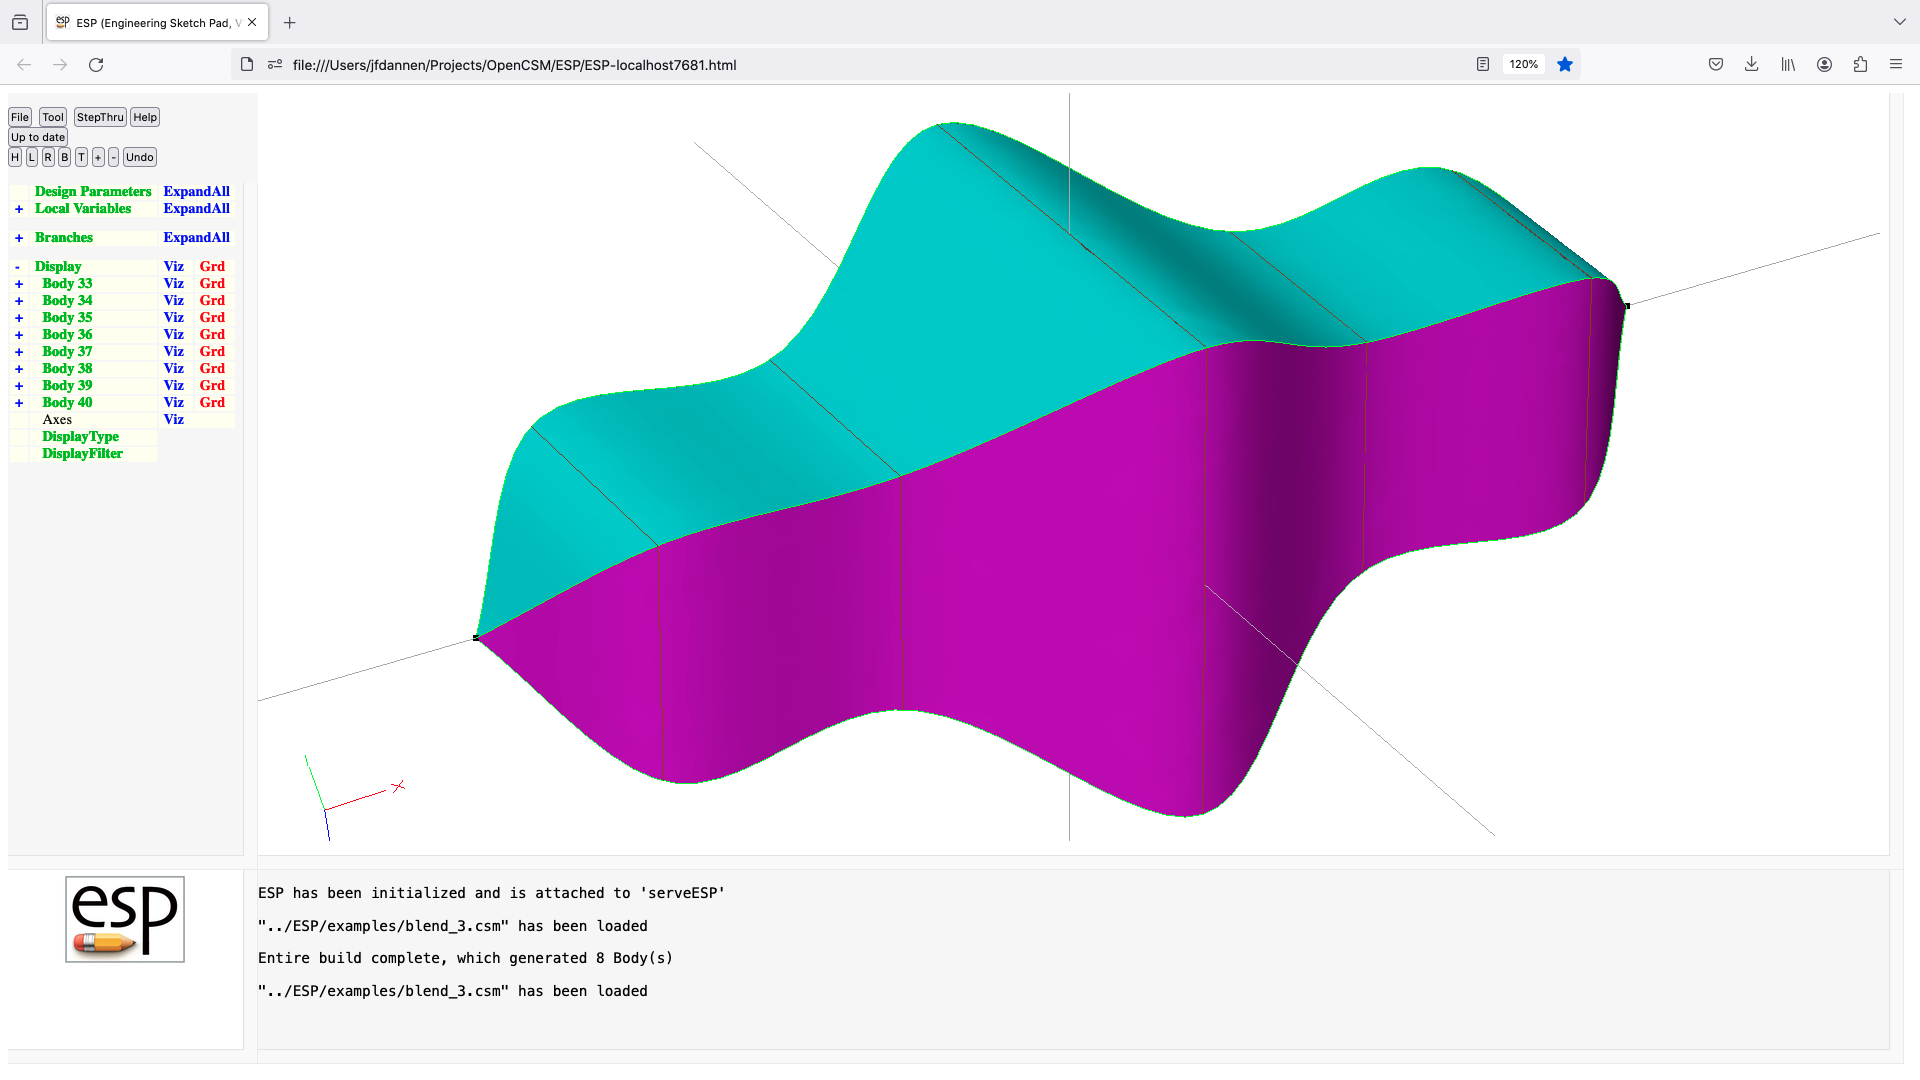 ESP (Engineering Sketch Pad, V
file:///Users/jfdannen/Projects/OpenCSM/ESP/ESP-localhost7681.html
120%
File Tool StepThru Help
Up to date
H L R B T + - Undo
Design Parameters ExpandAll
+ Local Variables ExpandAll
+ Branches ExpandAll
- Display Viz Grd
+ Body 33 Viz Grd
+ Body 34 Viz Grd
+ Body 35 Viz Grd
+ Body 36 Viz Grd
+ Body 37 Viz Grd
+ Body 38 Viz Grd
+ Body 39 Viz Grd
+ Body 40 Viz Grd
Axes Viz
DisplayType
DisplayFilter
X
esp
ESP has been initialized and is attached to 'serveESP'
"../ESP/examples/blend_3.csm" has been loaded
Entire build complete, which generated 8 Body(s)
"../ESP/examples/blend_3.csm" has been loaded